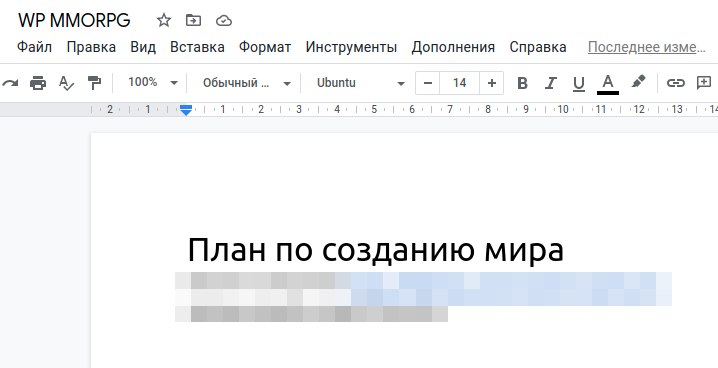 WP MMORPG
Файл Правка Вид Вставка Формат Инструменты Дополнения Справка Последнее изме…
100% Обычный … Ubuntu − 14 + B I U A
2 1 1 2 3 4 5 6 7 8 9 10 11 12 13 14
План по созданию мира